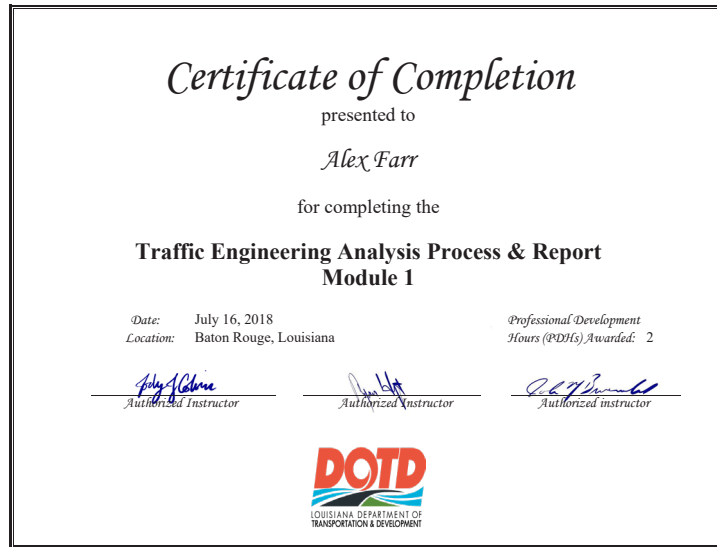 Certificate of Completion
presented to
Alex Farr
for completing the
Traffic Engineering Analysis Process & Report
Module 1
Date: July 16, 2018
Location: Baton Rouge, Louisiana
Professional Development
Hours (PDHs) Awarded: 2
Authorized Instructor
Authorized Instructor
Authorized instructor
DOTD
LOUISIANA DEPARTMENT OF
TRANSPORTATION & DEVELOPMENT